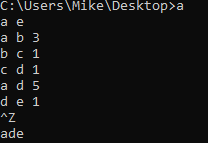 C:\Users\Mike\Desktop>a
a e
a b 3
b c 1
c d 1
a d 5
d e 1
^Z
ade